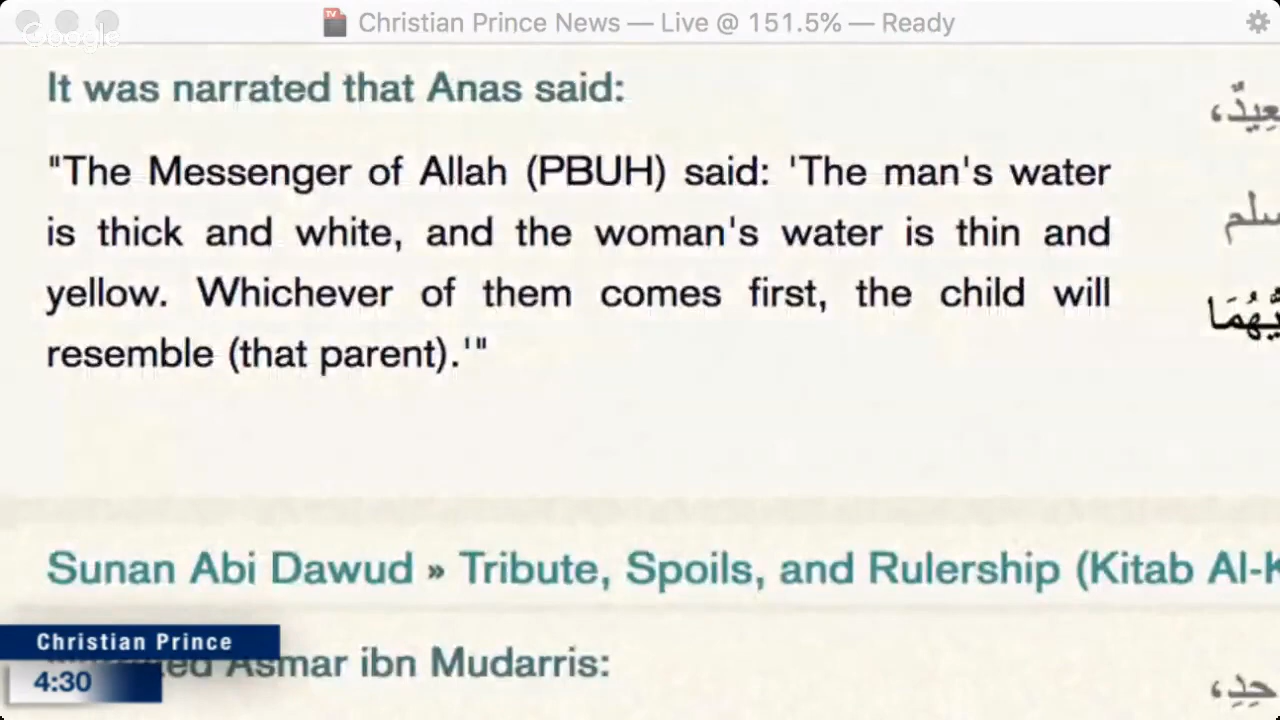 Christian Prince News — Live @ 151.5% — Ready
Google
It was narrated that Anas said:
"The Messenger of Allah (PBUH) said: 'The man's water
is thick and white, and the woman's water is thin and
yellow. Whichever of them comes first, the child will
resemble (that parent).'"
سلم
يُّهُمَا
Sunan Abi Dawud » Tribute, Spoils, and Rulership (Kitab Al-K
Christian Prince
Asmar ibn Mudarris:
4:30